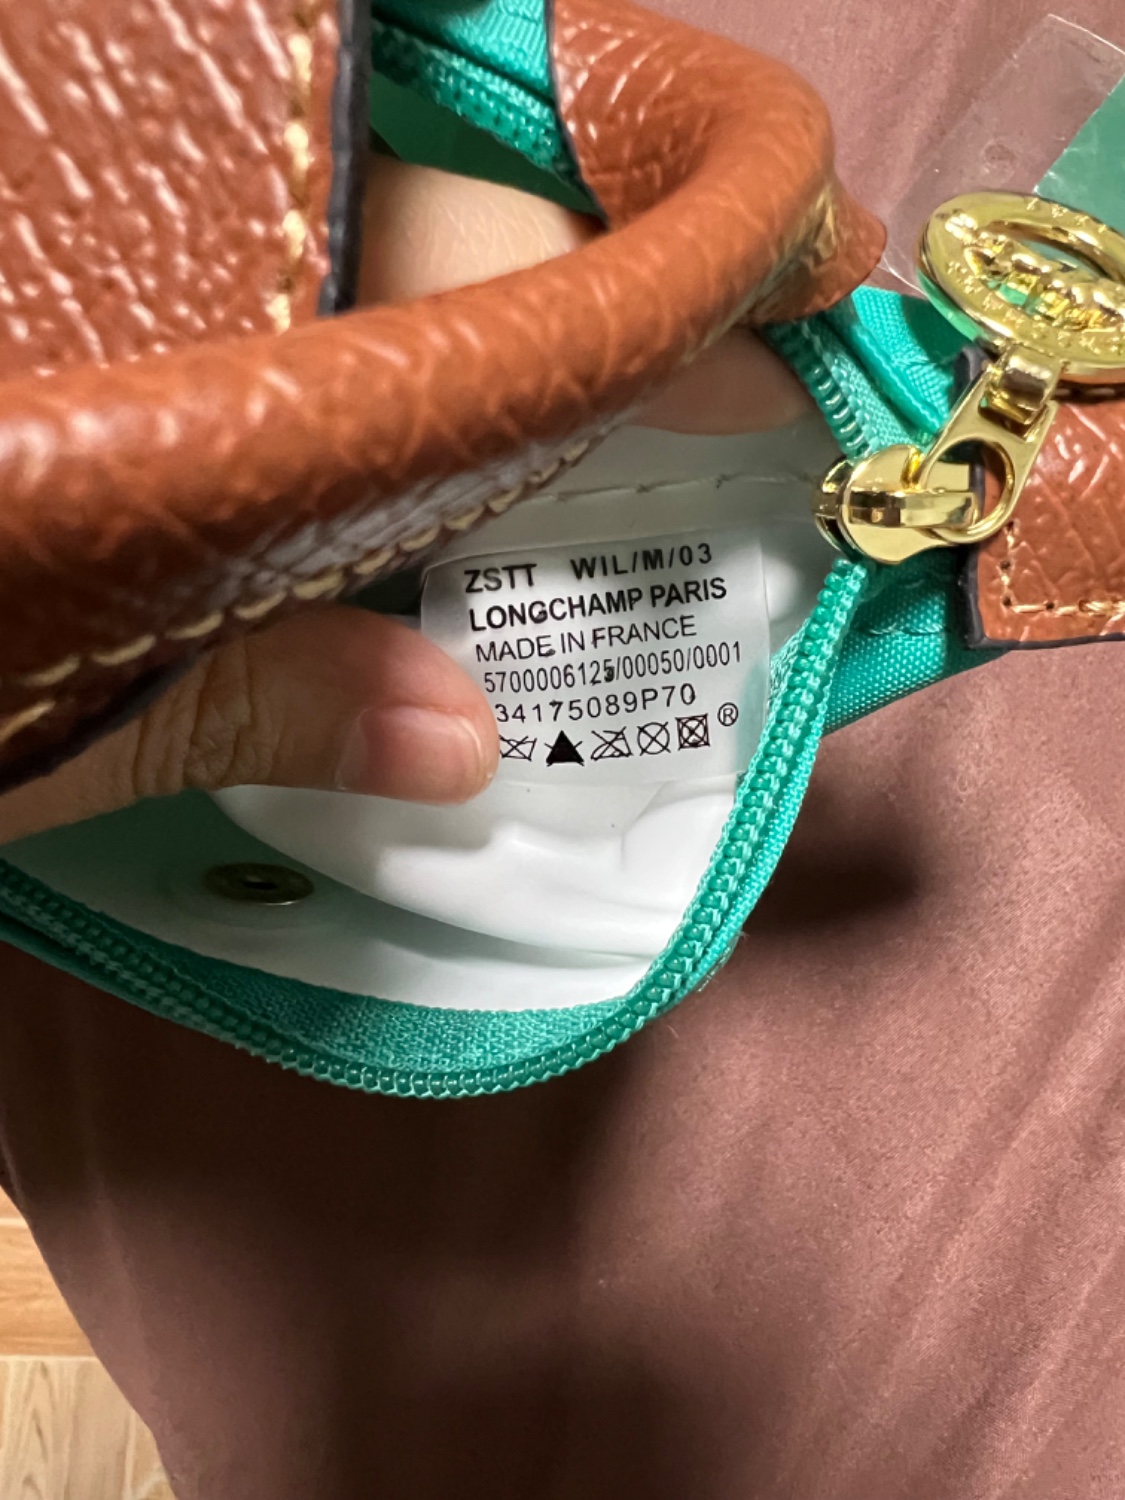 ZSTT WIL/M/03
LONGCHAMP PARIS
MADE IN FRANCE
5700006125/00050/0001
34175089P70
®